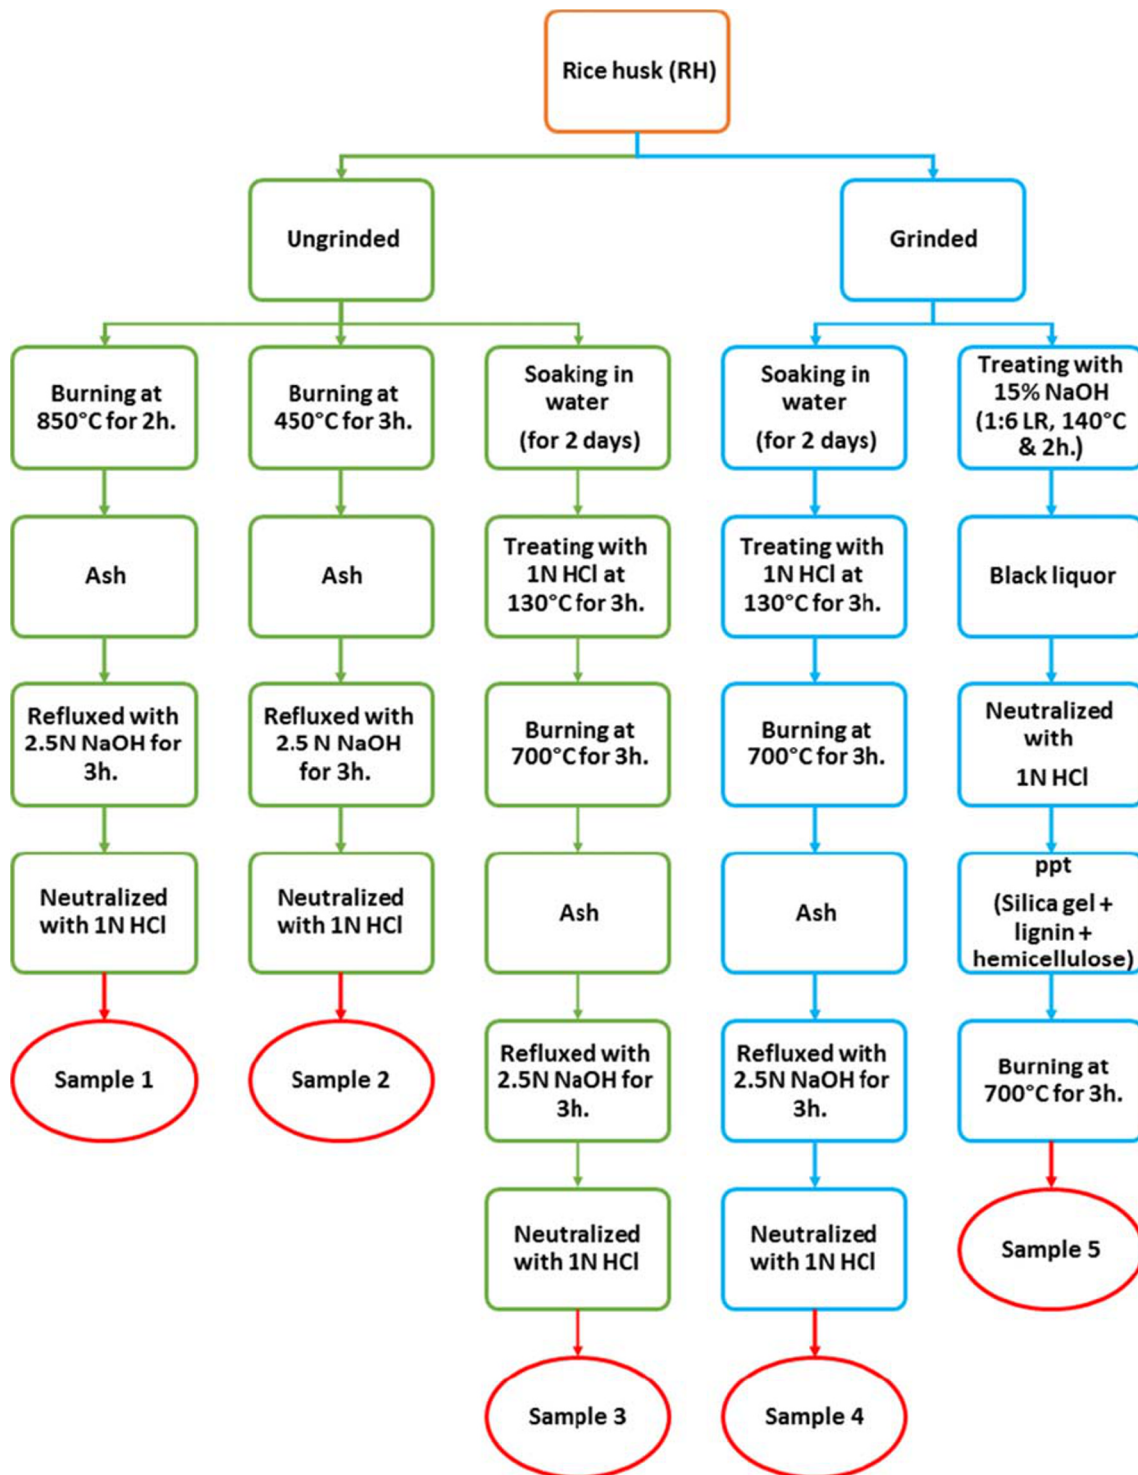 Rice husk (RH)
Ungrinded
Grinded
Burning at
850°C for 2h.
Burning at
450°C for 3h.
Soaking in
water
(for 2 days)
Soaking in
water
(for 2 days)
Treating with
15% NaOH
(1:6 LR, 140°C
& 2h.)
Ash
Ash
Treating with
1N HCl at
130°C for 3h.
Treating with
1N HCl at
130°C for 3h.
Black liquor
Refluxed with
2.5N NaOH for
3h.
Refluxed with
2.5 N NaOH
for 3h.
Burning at
700°C for 3h.
Burning at
700°C for 3h.
Neutralized
with
1N HCl
Neutralized
with 1N HCl
Neutralized
with 1N HCl
Ash
Ash
ppt
(Silica gel +
lignin +
hemicellulose)
Sample 1
Sample 2
Refluxed with
2.5N NaOH for
3h.
Refluxed with
2.5N NaOH for
3h.
Burning at
700°C for 3h.
Neutralized
with 1N HCl
Neutralized
with 1N HCl
Sample 5
Sample 3
Sample 4